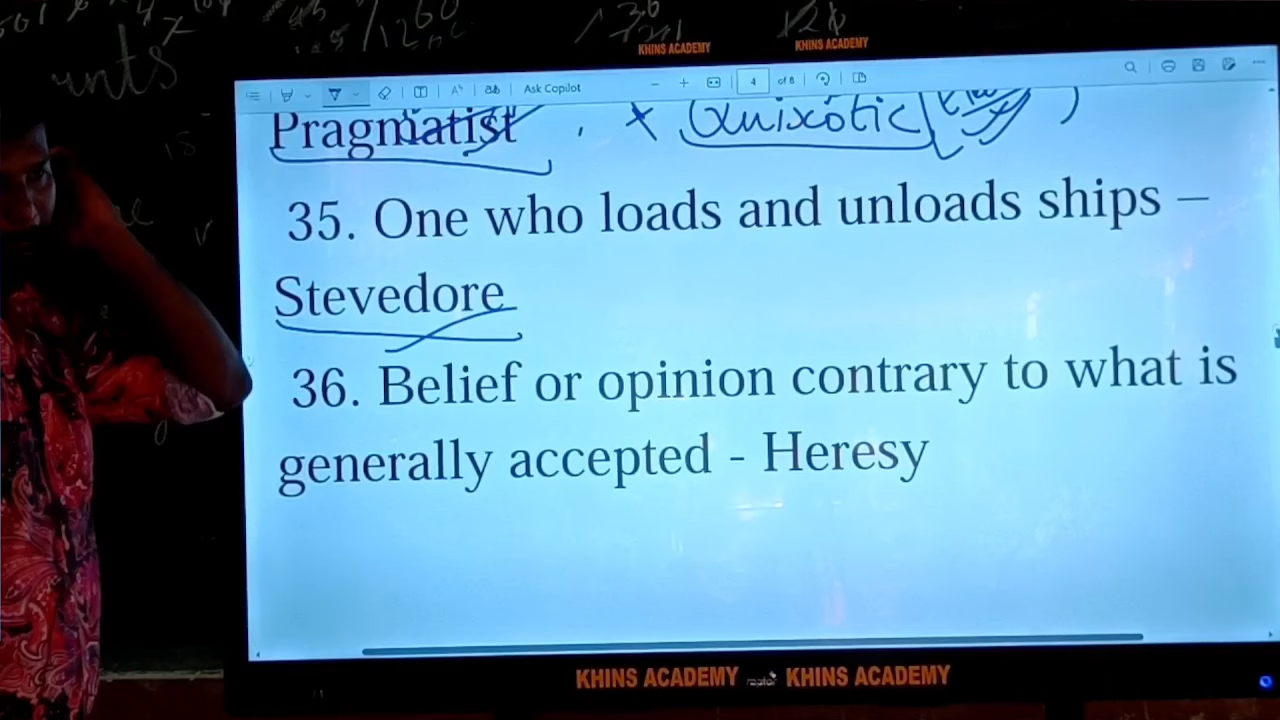 KHINS ACADEMY KHINS ACADEMY
Ask Copilot 4 of 8
Pragmatist , × Quixotic
35. One who loads and unloads ships –
Stevedore
36. Belief or opinion contrary to what is
generally accepted - Heresy
KHINS ACADEMY KHINS ACADEMY